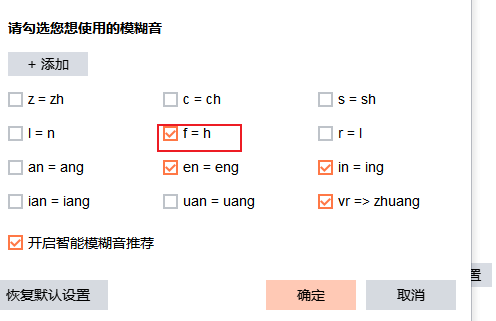 请勾选您想使用的模糊音
+ 添加
z = zh c = ch s = sh
l = n f = h r = l
an = ang en = eng in = ing
ian = iang uan = uang vr => zhuang
开启智能模糊音推荐
置
恢复默认设置 确定 取消